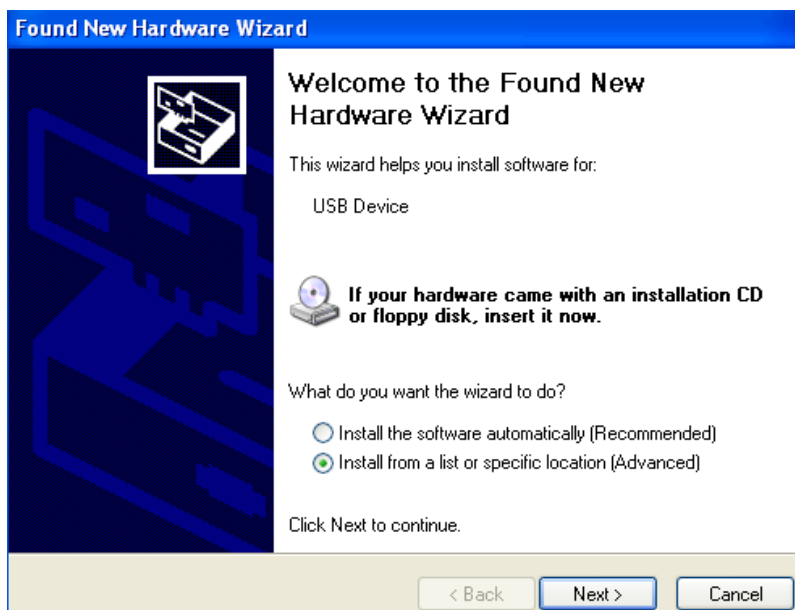 Found New Hardware Wizard
Welcome to the Found New
Hardware Wizard
This wizard helps you install software for:
USB Device
If your hardware came with an installation CD
or floppy disk, insert it now.
What do you want the wizard to do?
Install the software automatically (Recommended)
Install from a list or specific location (Advanced)
Click Next to continue.
< Back Next > Cancel